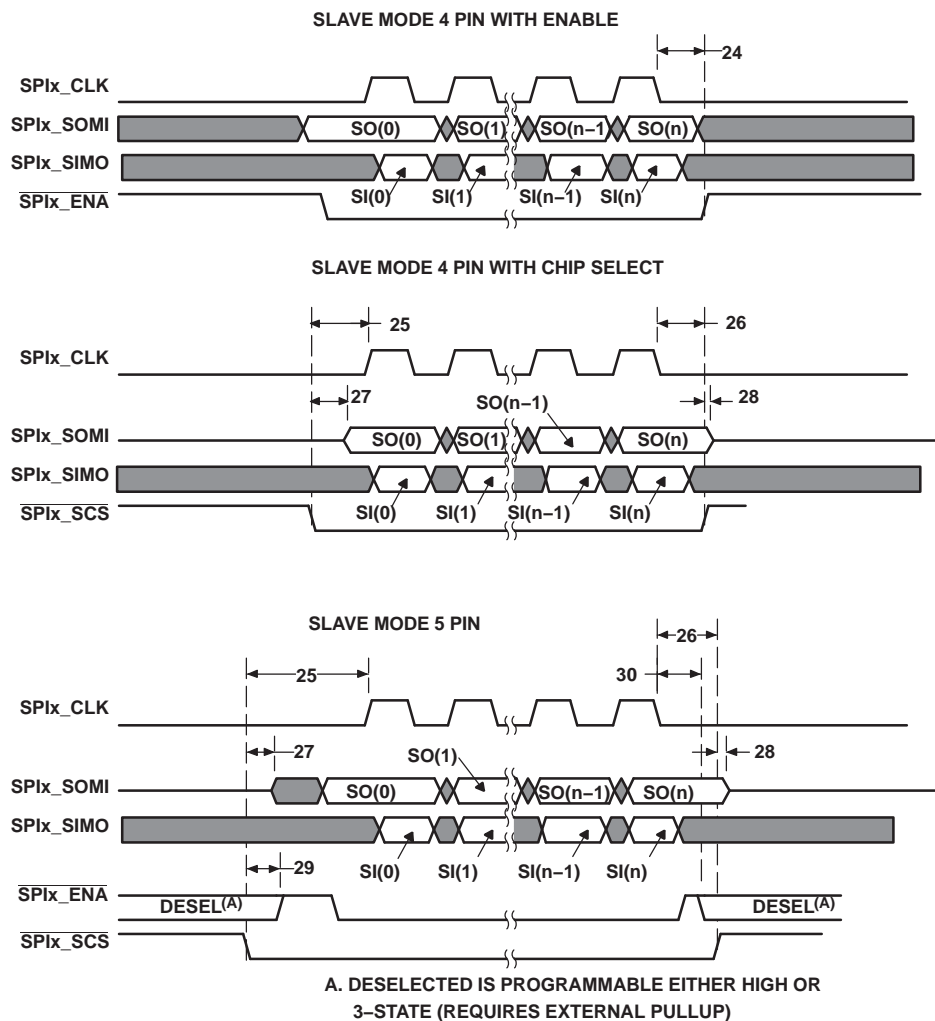 SLAVE MODE 4 PIN WITH ENABLE
24
SPIx_CLK
SPIx_SOMI
SO(0) SO(1) SO(n–1) SO(n)
SPIx_SIMO
SI(0) SI(1) SI(n–1) SI(n)
SPIx_ENA
SLAVE MODE 4 PIN WITH CHIP SELECT
25 26
SPIx_CLK
27 SO(n–1) 28
SPIx_SOMI
SO(0) SO(1) SO(n)
SPIx_SIMO
SI(0) SI(1) SI(n–1) SI(n)
SPIx_SCS
SLAVE MODE 5 PIN
26
25 30
SPIx_CLK
27 SO(1) 28
SPIx_SOMI
SO(0) SO(n–1) SO(n)
SPIx_SIMO
29 SI(0) SI(1) SI(n–1) SI(n)
SPIx_ENA
DESEL(A) DESEL(A)
SPIx_SCS
A. DESELECTED IS PROGRAMMABLE EITHER HIGH OR
3–STATE (REQUIRES EXTERNAL PULLUP)